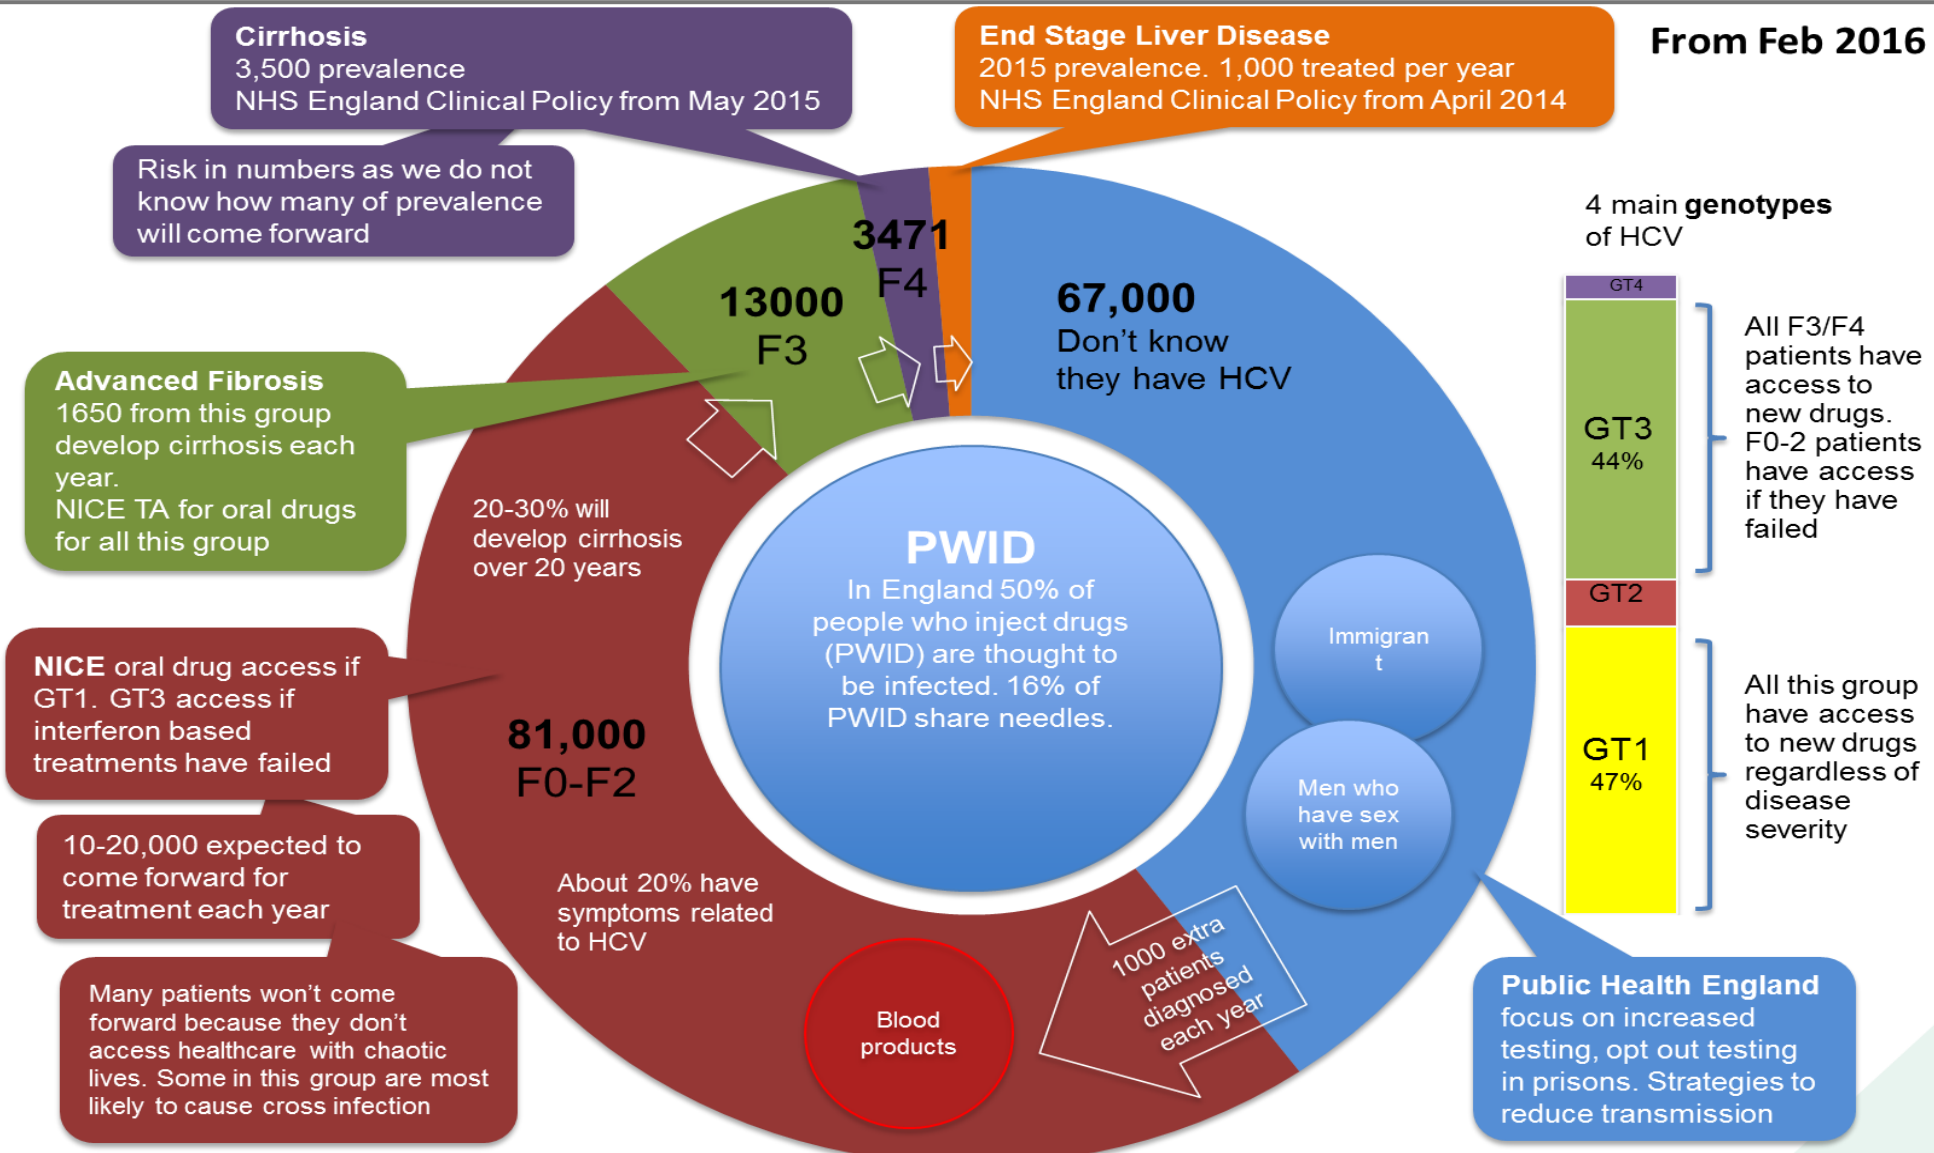 Cirrhosis
3,500 prevalence
NHS England Clinical Policy from May 2015
End Stage Liver Disease
2015 prevalence. 1,000 treated per year
NHS England Clinical Policy from April 2014
From Feb 2016
Risk in numbers as we do not
know how many of prevalence
will come forward
3471
F4
13000
F3
67,000
Don't know
they have HCV
4 main genotypes
of HCV
GT4
GT3
44%
GT2
GT1
47%
All F3/F4
patients have
access to
new drugs.
F0-2 patients
have access
if they have
failed
All this group
have access
to new drugs
regardless of
disease
severity
Advanced Fibrosis
1650 from this group
develop cirrhosis each
year.
NICE TA for oral drugs
for all this group
20-30% will
develop cirrhosis
over 20 years
PWID
In England 50% of
people who inject drugs
(PWID) are thought to
be infected. 16% of
PWID share needles.
Immigran
t
Men who
have sex
with men
NICE oral drug access if
GT1. GT3 access if
interferon based
treatments have failed
81,000
F0-F2
10-20,000 expected to
come forward for
treatment each year
About 20% have
symptoms related
to HCV
Many patients won't come
forward because they don't
access healthcare with chaotic
lives. Some in this group are most
likely to cause cross infection
Blood
products
1000 extra
patients
diagnosed
each year
Public Health England
focus on increased
testing, opt out testing
in prisons. Strategies to
reduce transmission